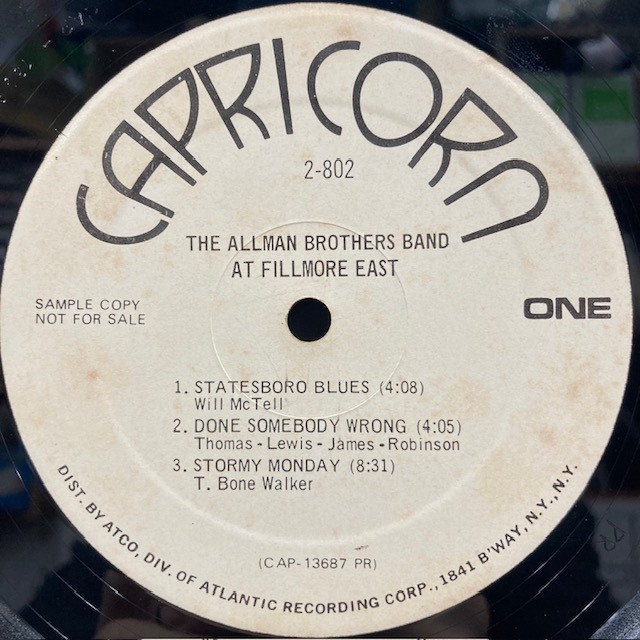 CAPRICORN
2-802
THE ALLMAN BROTHERS BAND
AT FILLMORE EAST
SAMPLE COPY
NOT FOR SALE
ONE
1. STATESBORO BLUES (4:08)
Will McTell
2. DONE SOMEBODY WRONG (4:05)
Thomas - Lewis - James - Robinson
3. STORMY MONDAY (8:31)
T. Bone Walker
(CAP-13687 PR)
DIST. BY ATCO, DIV. OF ATLANTIC RECORDING CORP., 1841 B'WAY, N.Y., N.Y.